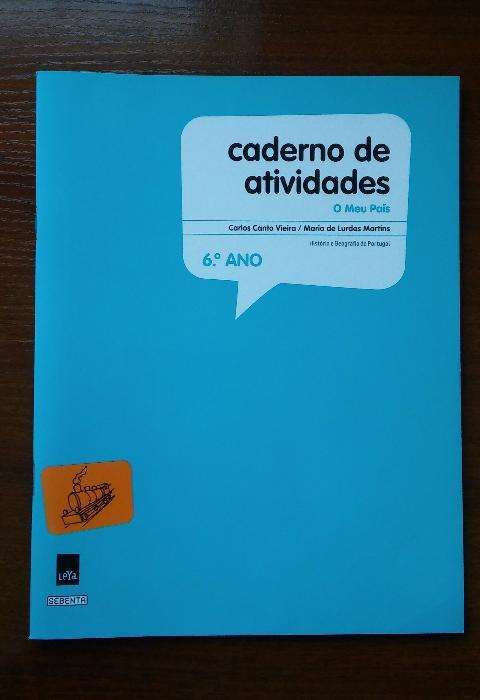 caderno de
atividades
O Meu País
Carlos Canto Vieira / Maria de Lurdes Martins
História e Geografia de Portugal
6.º ANO
LeYa
SEBENTA